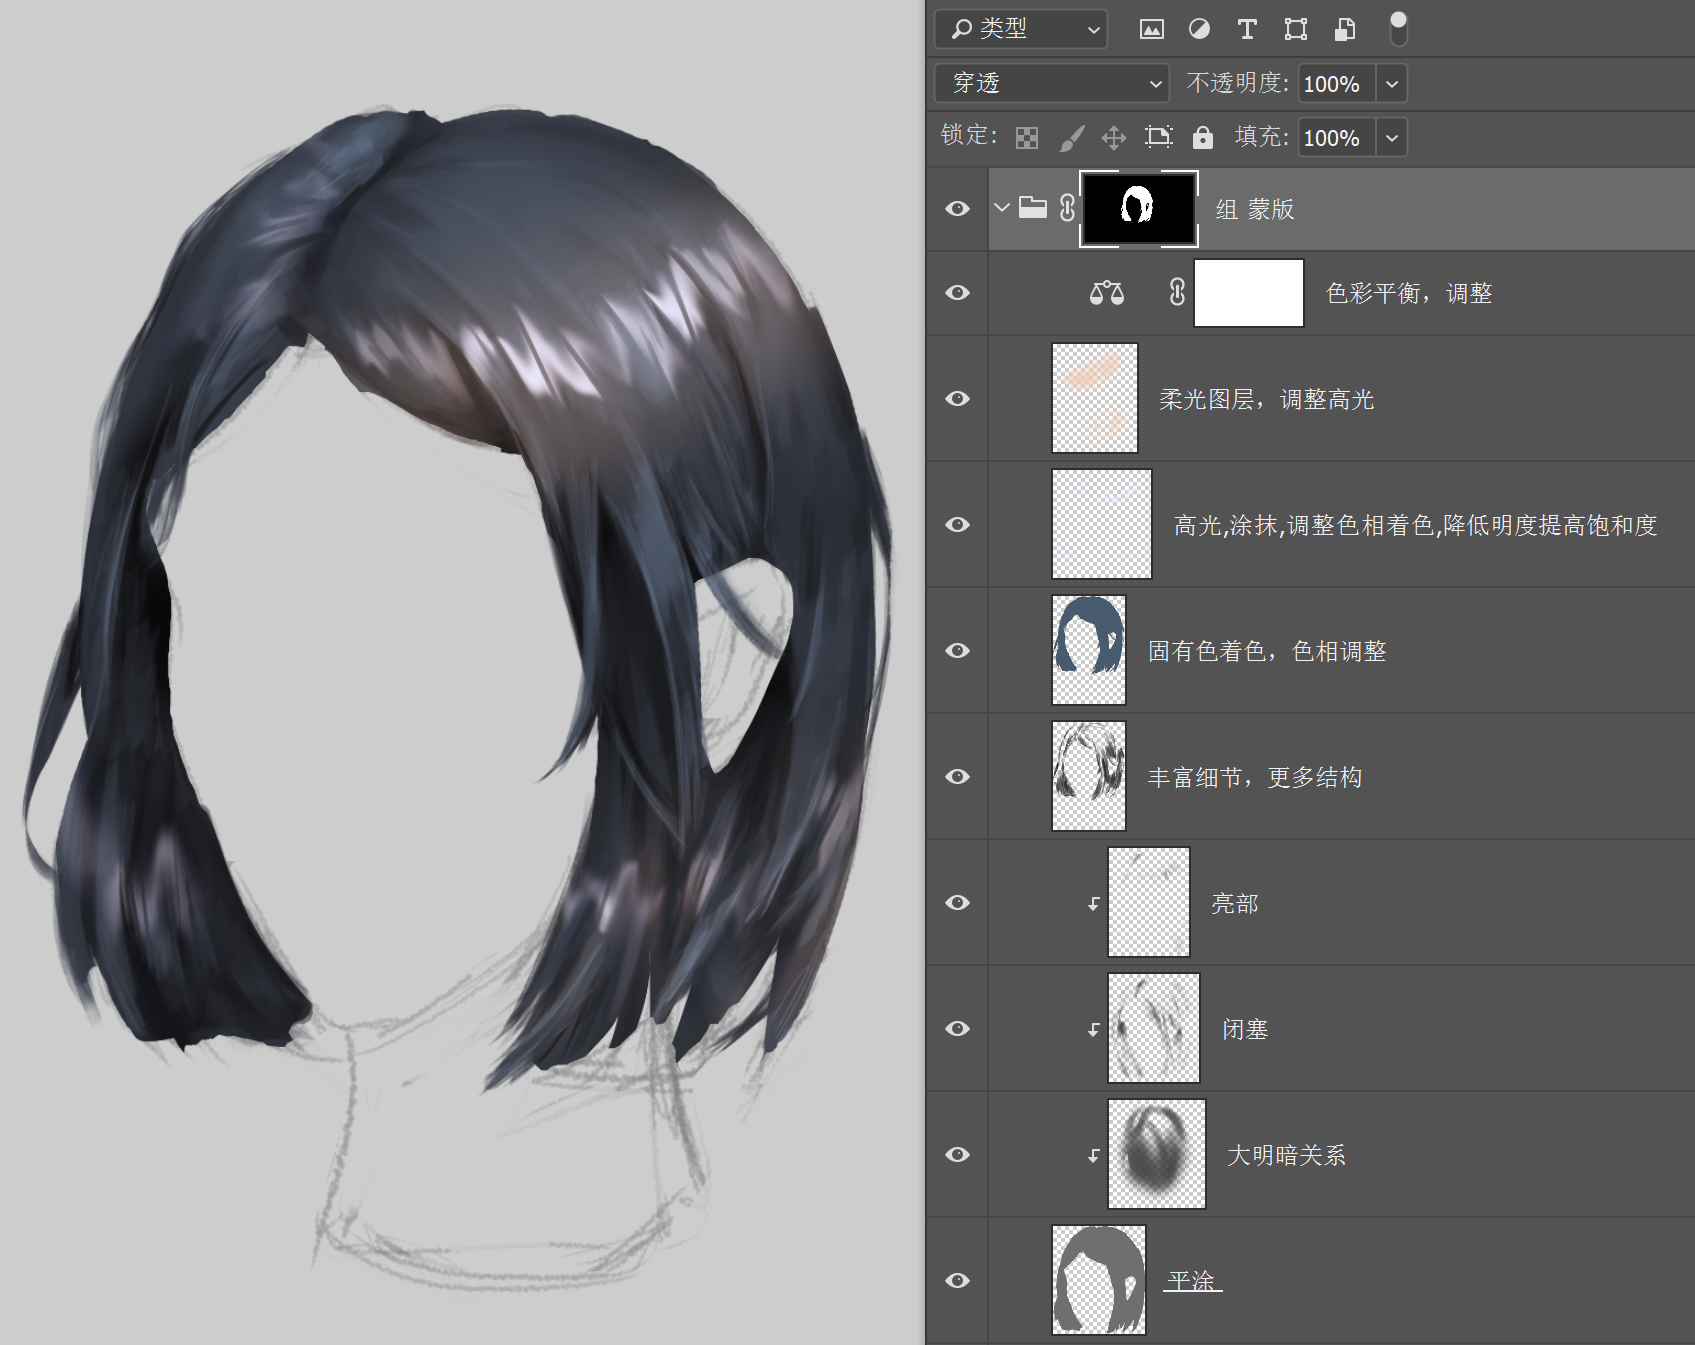 类型
穿透 不透明度: 100%
锁定: 填充: 100%
组 蒙版
色彩平衡，调整
柔光图层，调整高光
高光,涂抹,调整色相着色,降低明度提高饱和度
固有色着色，色相调整
丰富细节，更多结构
亮部
闭塞
大明暗关系
平涂